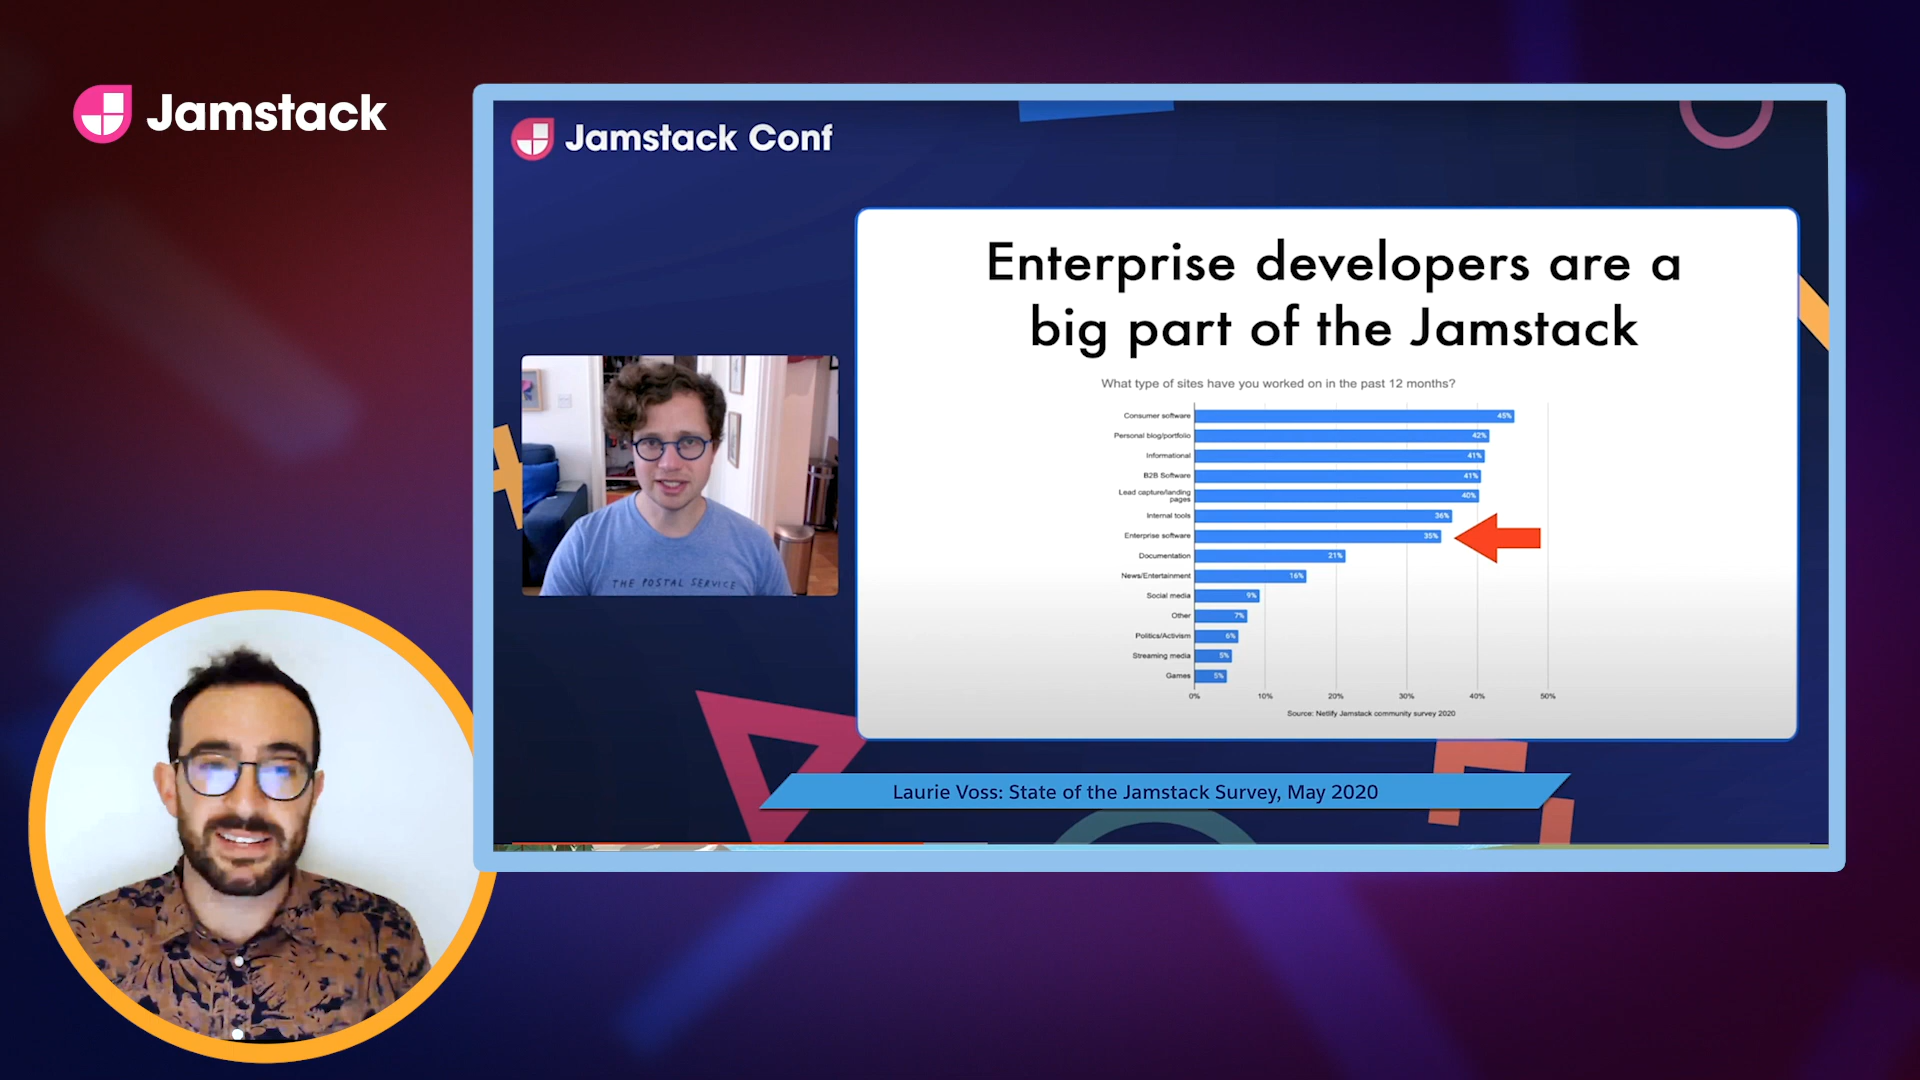 Jamstack
Jamstack Conf
Enterprise developers are a
big part of the Jamstack
What type of sites have you worked on in the past 12 months?
Consumer software 45%
Personal blog/portfolio 42%
Informational 41%
B2B Software 41%
Lead capture/landing
pages 40%
Internal tools 36%
Enterprise software 35%
Documentation 21%
News/Entertainment 16%
Social media 9%
Other 7%
Politics/Activism 6%
Streaming media 5%
Games 5%
0% 10% 20% 30% 40% 50%
Source: Netlify Jamstack community survey 2020
THE POSTAL SERVICE
Laurie Voss: State of the Jamstack Survey, May 2020